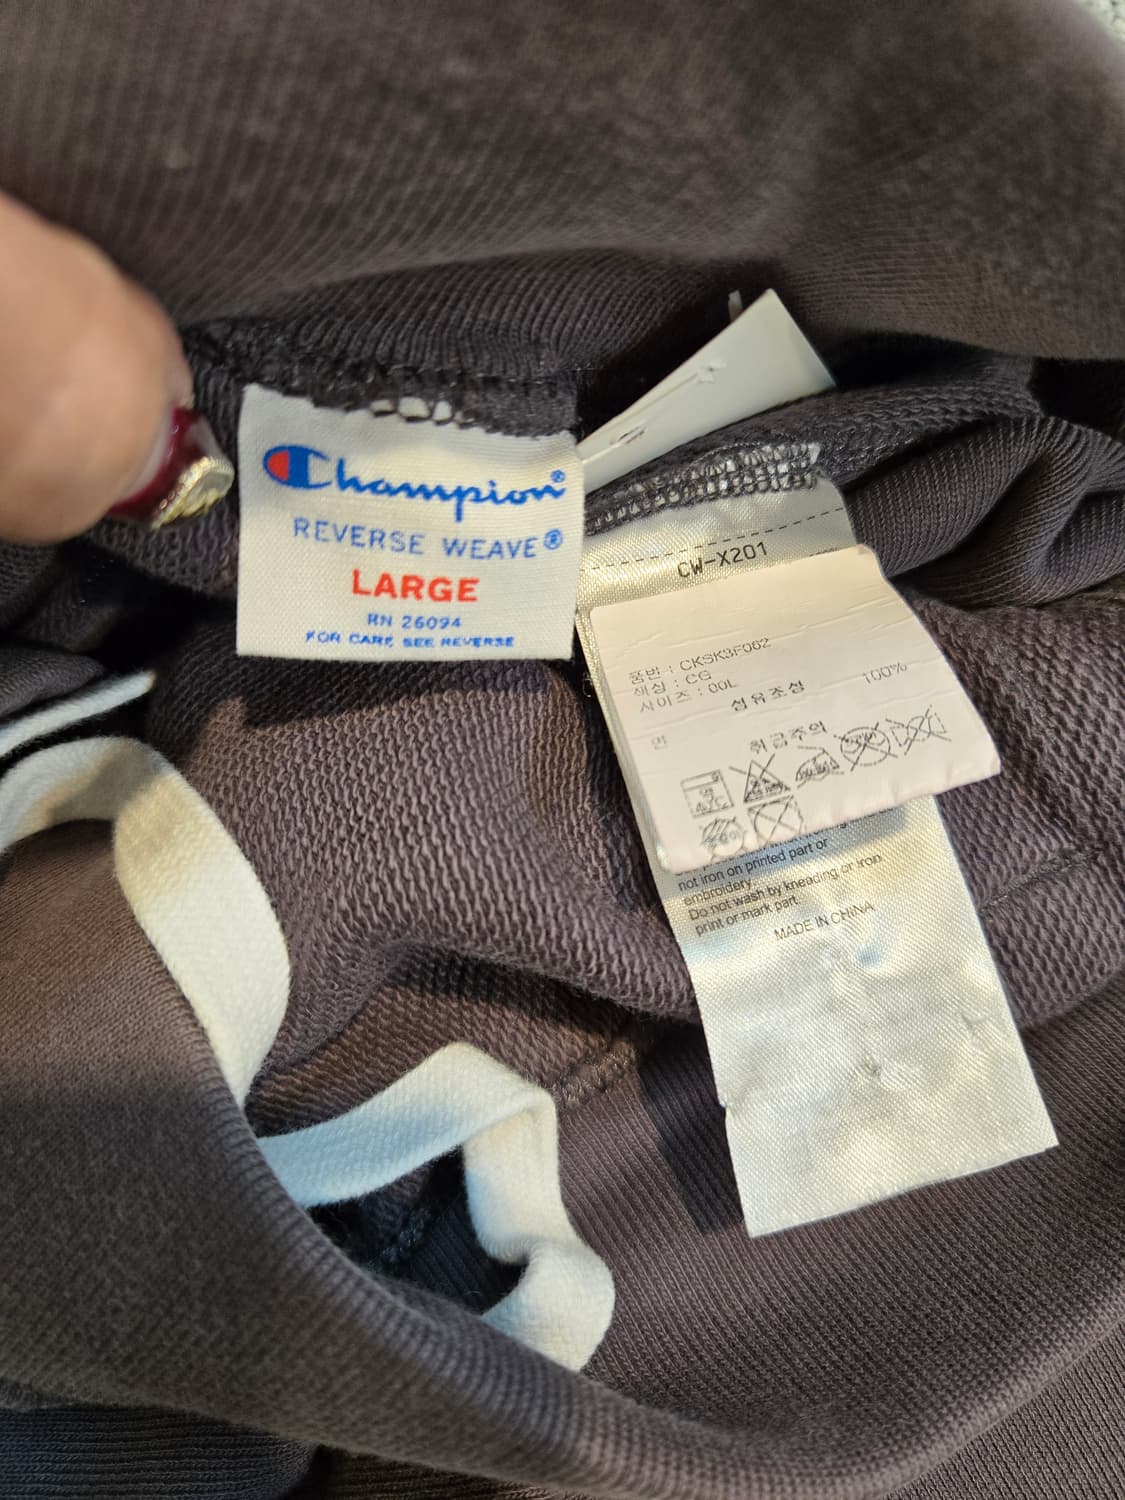 Champion®
REVERSE WEAVE®
LARGE
RN 26094
FOR CARE SEE REVERSE
CW-X201
품번 : CKSK3F062
색상 : CG
사이즈 : 00L
섬유조성
면 100%
취급주의
not iron on printed part or
embroidery.
Do not wash by kneading or iron
print or mark part.
MADE IN CHINA